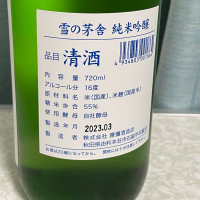 雪の茅舎 純米吟醸
品目 清酒
内容量 720ml
アルコール分 16度
原材料名 米(国産)、米麹(国産米)
精米歩合 55%
使用酵母 自社酵母
製造年月 2023.03
製造者 株式会社 齋彌酒造店
秋田県由利本荘市石脇字石脇53
お酒は20歳になってから。